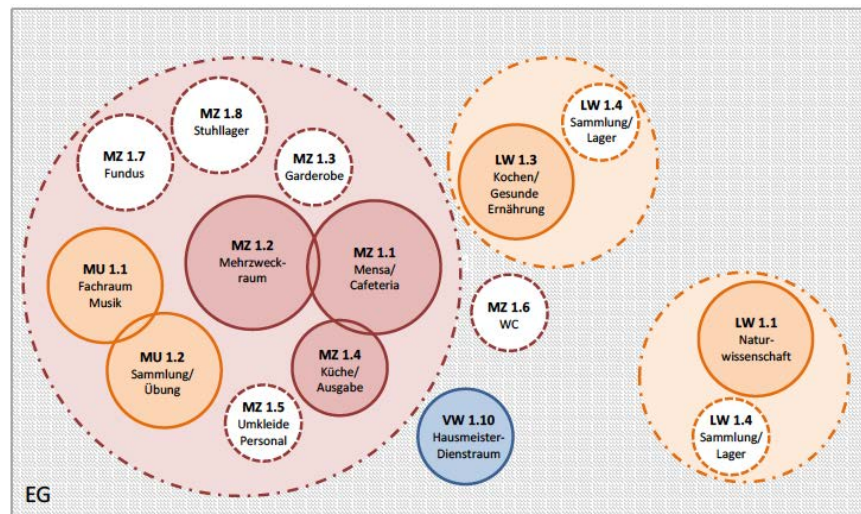 MZ 1.8
Stuhllager
MZ 1.7
Fundus
MZ 1.3
Garderobe
MZ 1.2
Mehrzweck-
raum
MZ 1.1
Mensa/
Cafeteria
MU 1.1
Fachraum
Musik
MU 1.2
Sammlung/
Übung
MZ 1.4
Küche/
Ausgabe
MZ 1.5
Umkleide
Personal
LW 1.4
Sammlung/
Lager
LW 1.3
Kochen/
Gesunde
Ernährung
MZ 1.6
WC
VW 1.10
Hausmeister-
Dienstraum
LW 1.1
Natur-
wissenschaft
LW 1.4
Sammlung/
Lager
EG